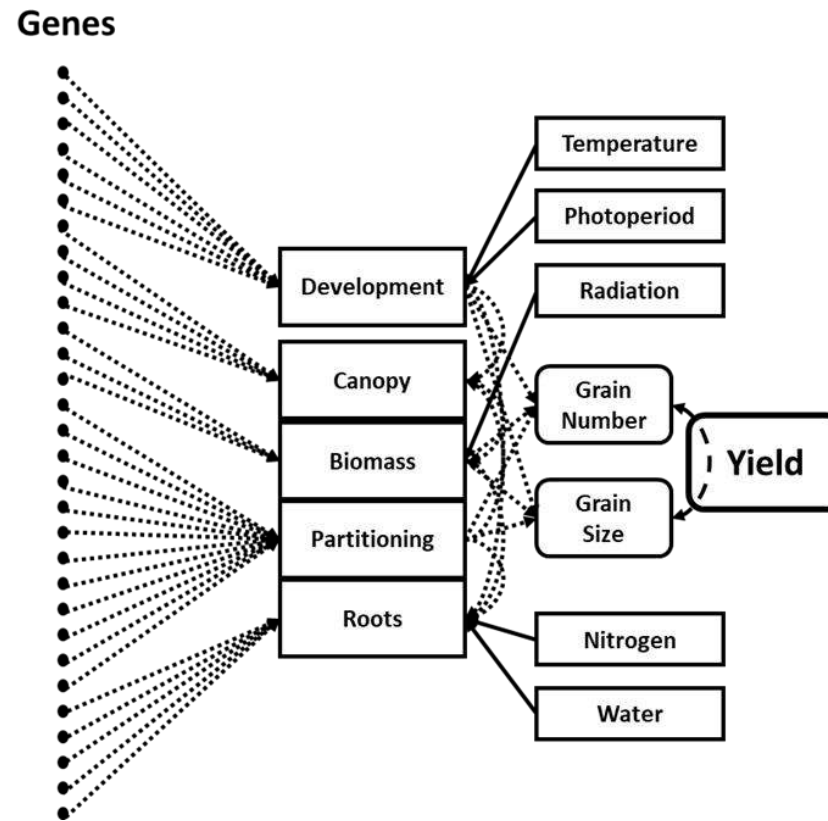 Genes
Temperature
Photoperiod
Development
Radiation
Canopy
Grain
Number
Biomass
Yield
Grain
Size
Partitioning
Roots
Nitrogen
Water